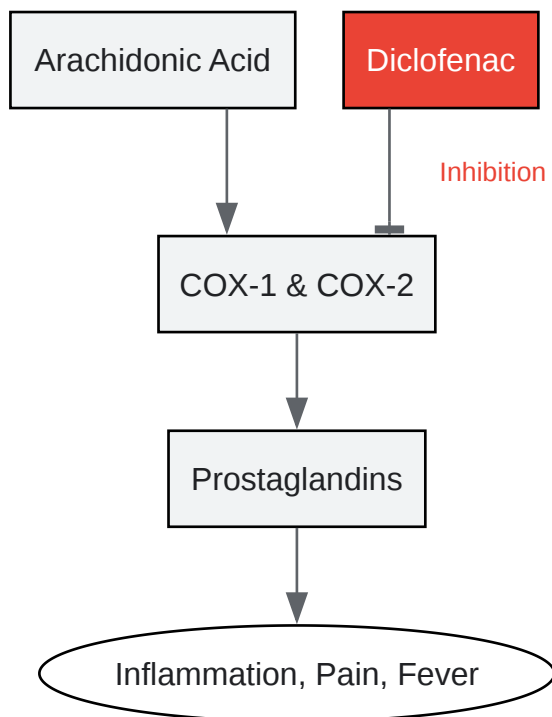 Arachidonic Acid
Diclofenac
Inhibition
COX-1 & COX-2
Prostaglandins
Inflammation, Pain, Fever